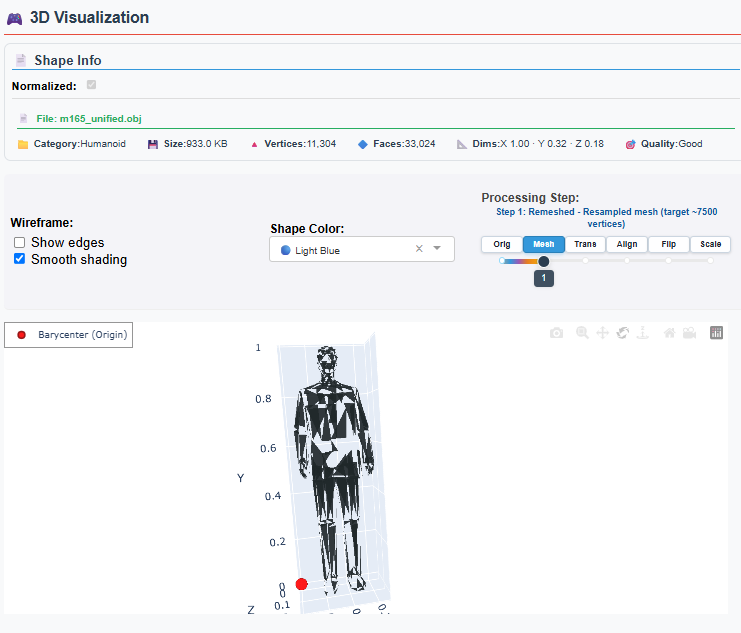 3D Visualization
Shape Info
Normalized:
File: m165_unified.obj
Category:Humanoid Size:933.0 KB Vertices:11,304 Faces:33,024 Dims:X 1.00 · Y 0.32 · Z 0.18 Quality:Good
Processing Step:
Step 1: Remeshed - Resampled mesh (target ~7500
vertices)
Wireframe:
Show edges
Smooth shading
Shape Color:
Light Blue
Orig Mesh Trans Align Flip Scale
1
Barycenter (Origin)
1
0.8
0.6
Y
0.4
0.2
0
0
0.1
Z
0